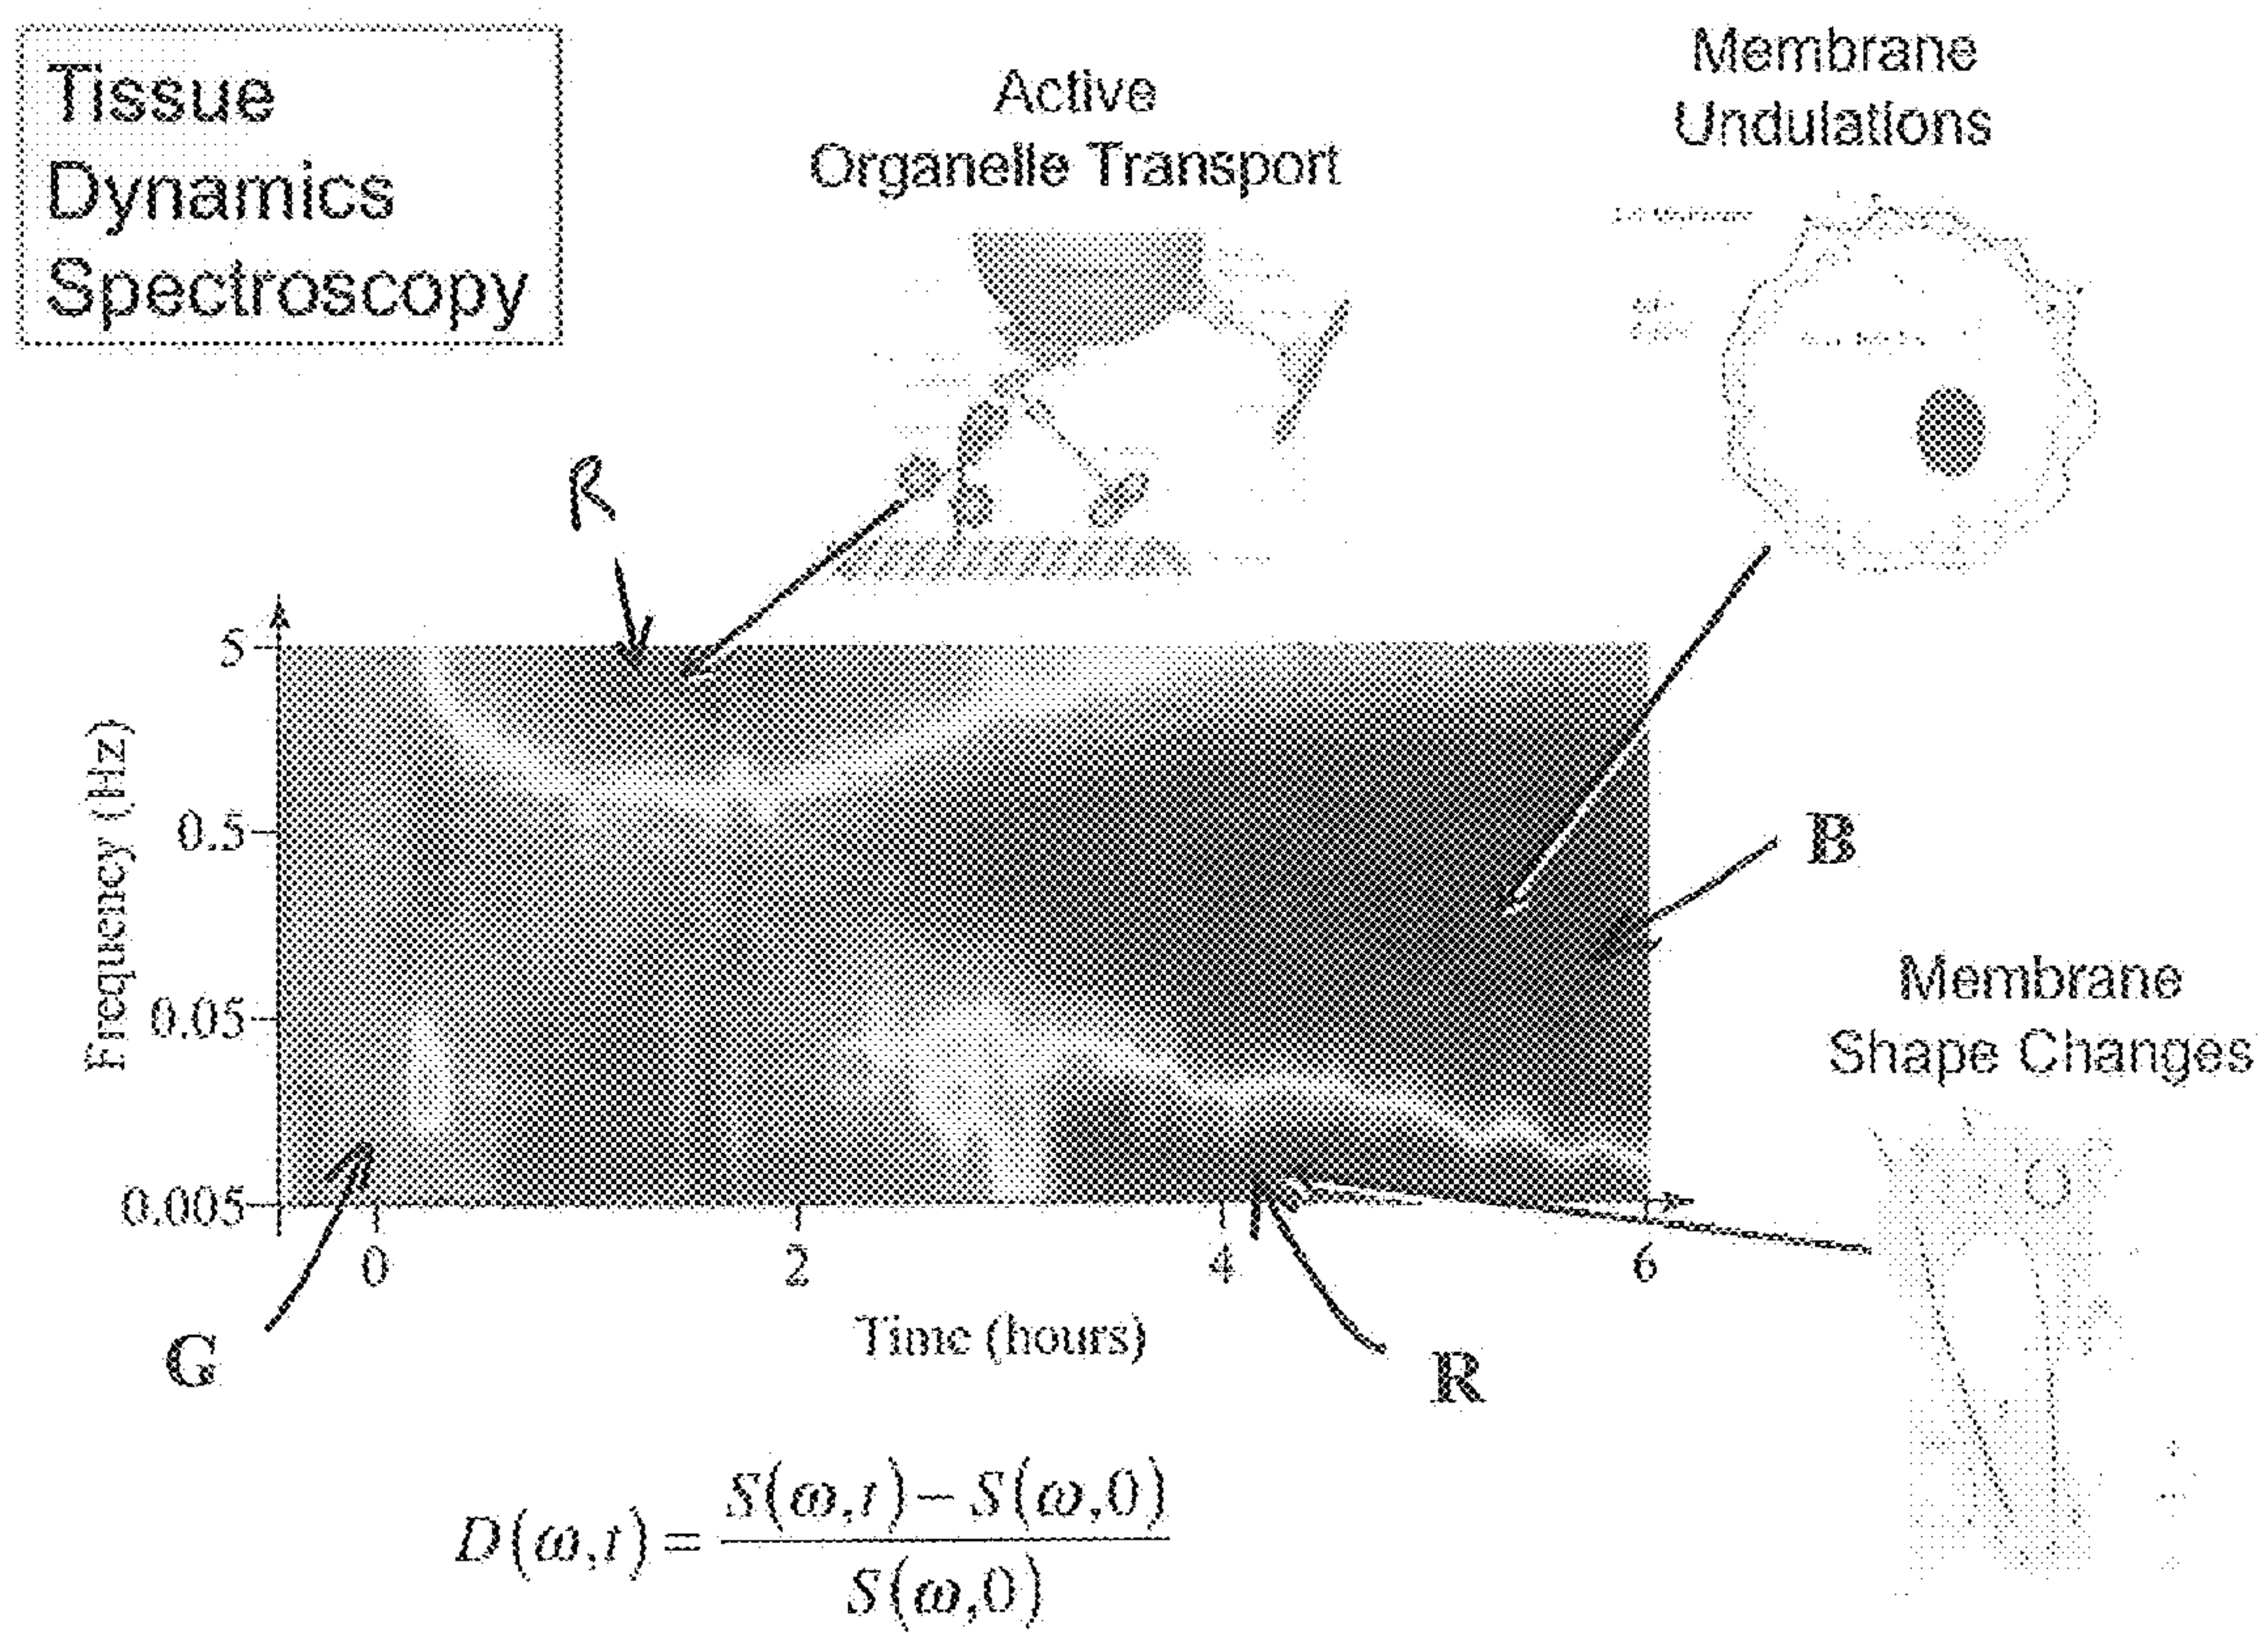 Tissue
Dynamics
Spectroscopy
Active
Organelle Transport
Membrane
Undulations
R
5
0.5
0.05
0.005
Frequency (Hz)
B
Membrane
Shape Changes
0
2
4
6
Time (hours)
G
R
D(ω,t) = S(ω,t) − S(ω,0)
S(ω,0)